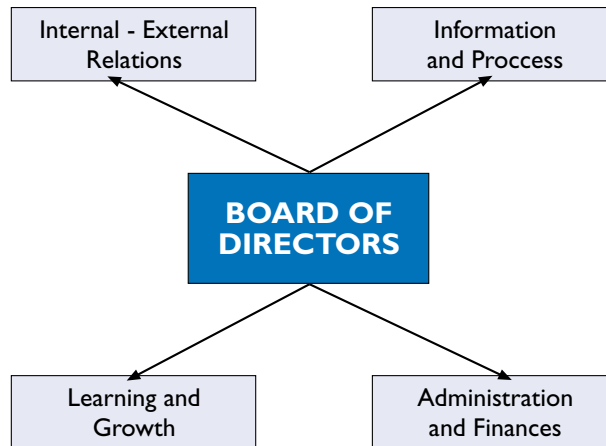 Internal - External
Relations
Information
and Proccess
BOARD OF
DIRECTORS
Learning and
Growth
Administration
and Finances